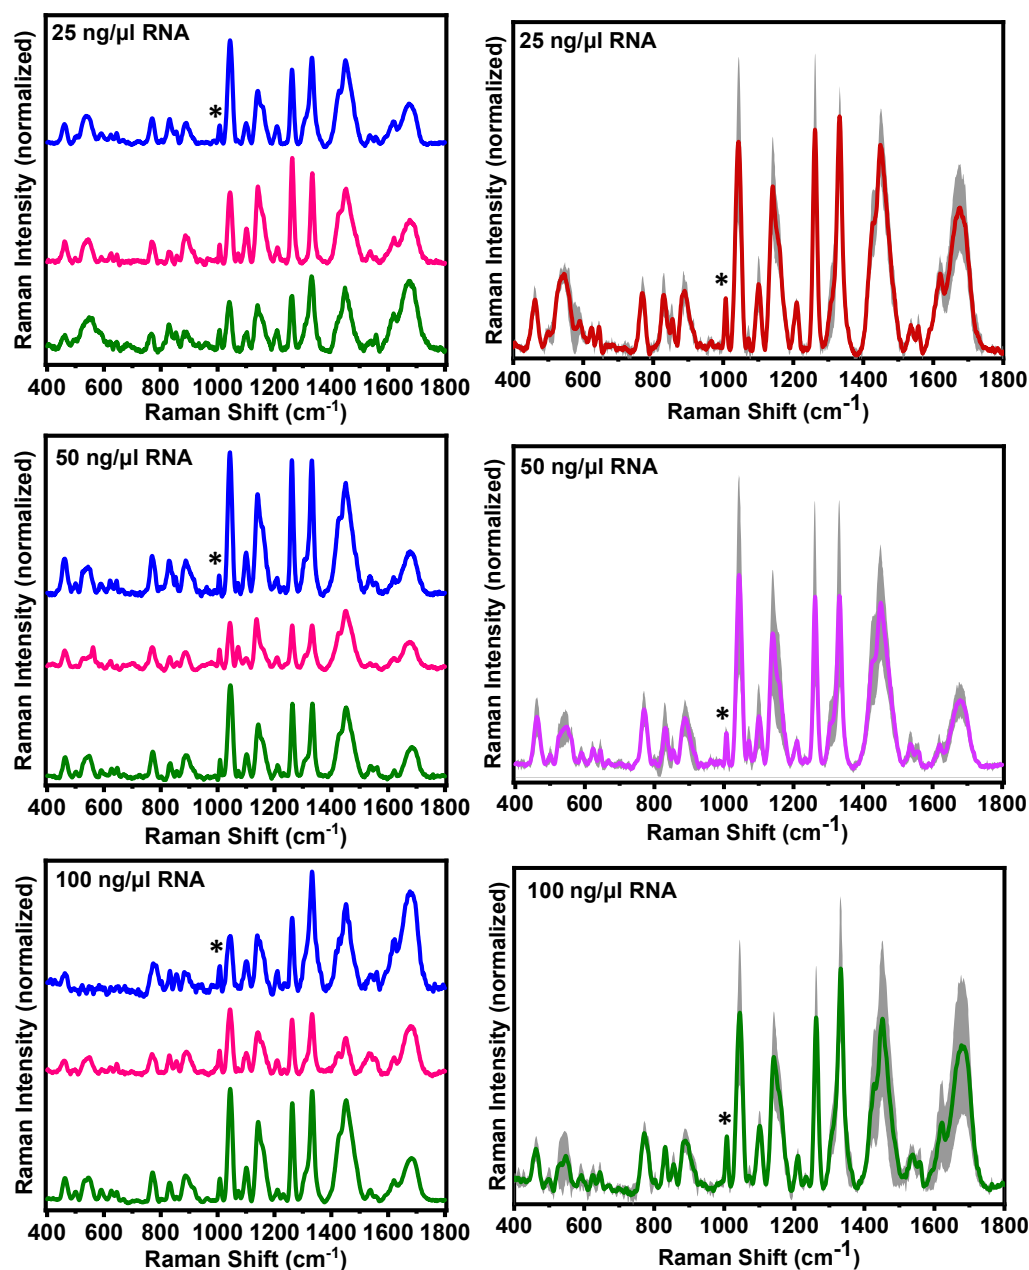 25 ng/µl RNA
*
Raman Intensity (normalized)
400 600 800 1000 1200 1400 1600 1800
Raman Shift (cm-1)
25 ng/µl RNA
*
Raman Intensity (normalized)
400 600 800 1000 1200 1400 1600 1800
Raman Shift (cm-1)
50 ng/µl RNA
*
Raman Intensity (normalized)
400 600 800 1000 1200 1400 1600 1800
Raman Shift (cm-1)
50 ng/µl RNA
*
Raman Intensity (normalized)
400 600 800 1000 1200 1400 1600 1800
Raman Shift (cm-1)
100 ng/µl RNA
*
Raman Intensity (normalized)
400 600 800 1000 1200 1400 1600 1800
Raman Shift (cm-1)
100 ng/µl RNA
*
Raman Intensity (normalized)
400 600 800 1000 1200 1400 1600 1800
Raman Shift (cm-1)